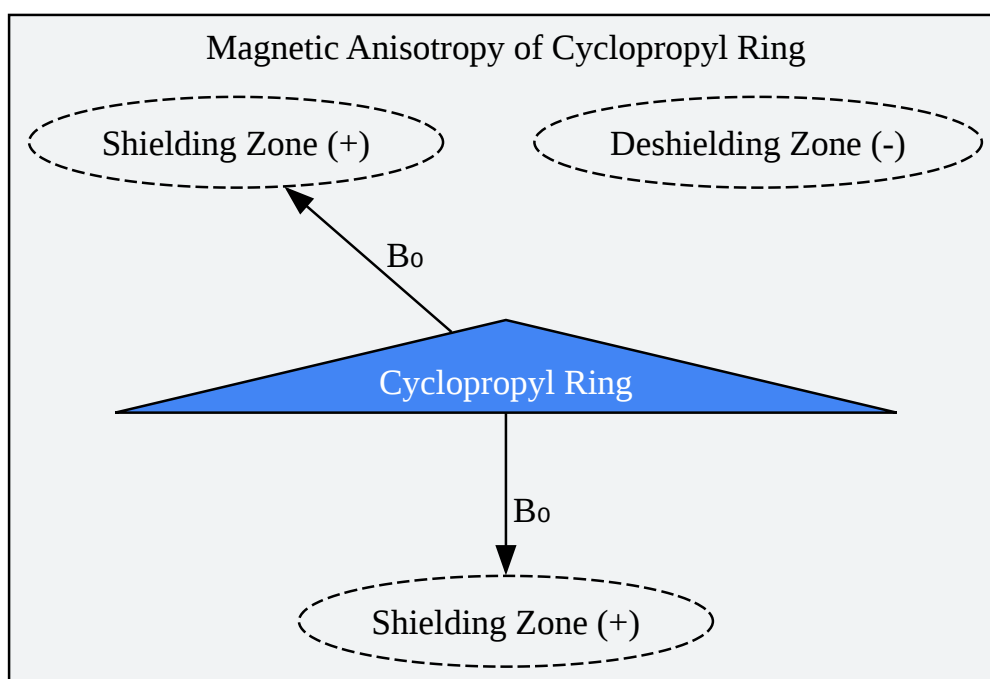 Magnetic Anisotropy of Cyclopropyl Ring
Shielding Zone (+)
Deshielding Zone (-)
B₀
Cyclopropyl Ring
B₀
Shielding Zone (+)